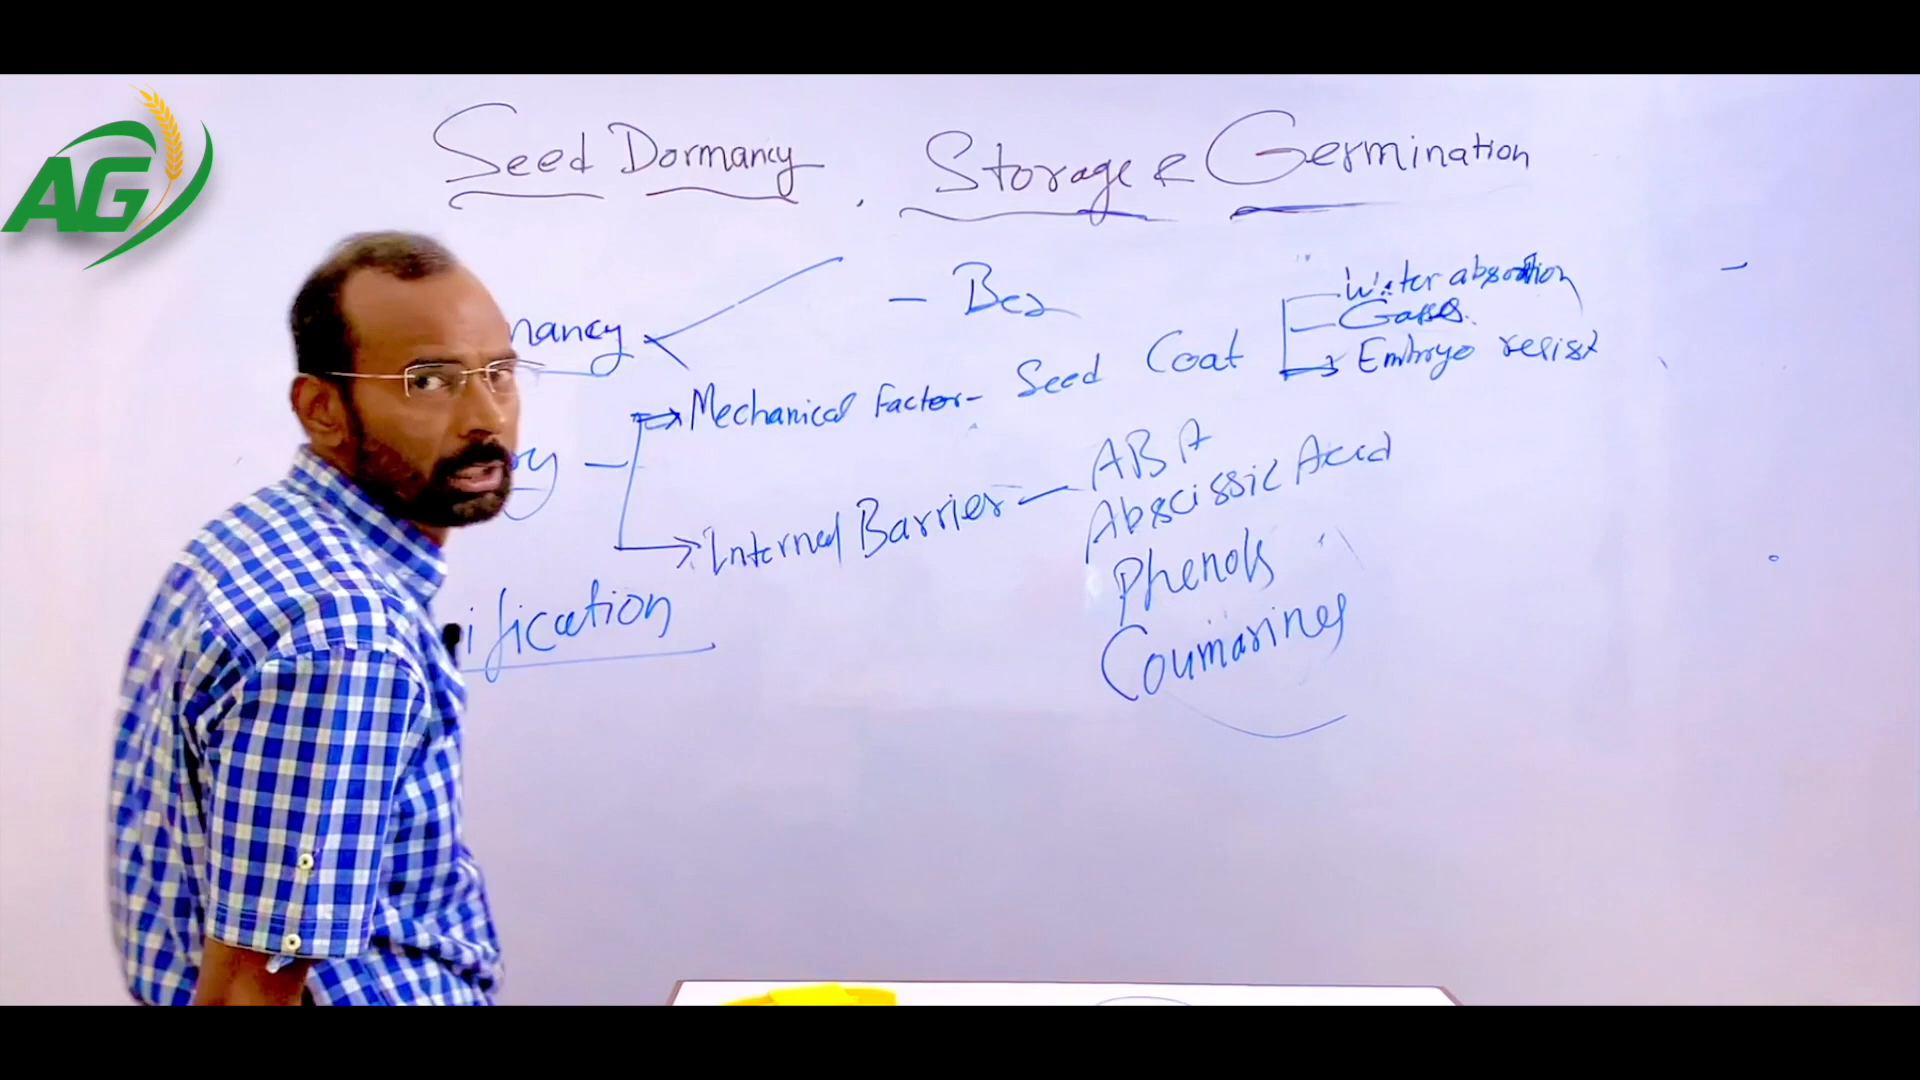 AG
Seed Dormancy, Storage & Germination
nancy
Water absorption
Gases
Seed Coat
Embryo resist
Mechanical Factor-
ABA
Abscissic Acid
Internal Barrier
Phenols
ification
Coumarines